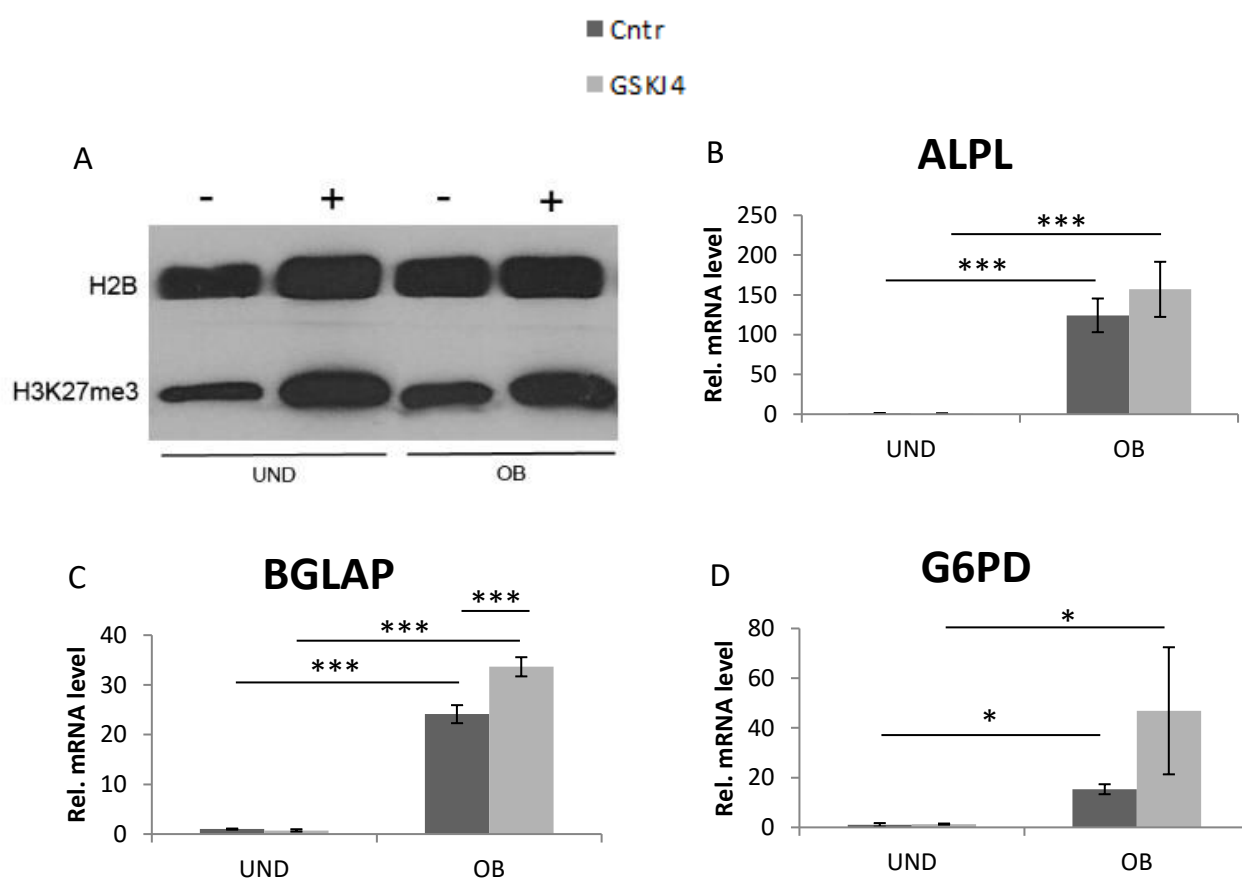 Cntr
GSKJ4
A
- + - +
H2B
H3K27me3
UND OB
B
ALPL
Rel. mRNA level
250
200
150
100
50
0
***
***
UND OB
C
BGLAP
Rel. mRNA level
40
30
20
10
0
***
***
***
UND OB
D
G6PD
Rel. mRNA level
80
60
40
20
0
*
*
UND OB